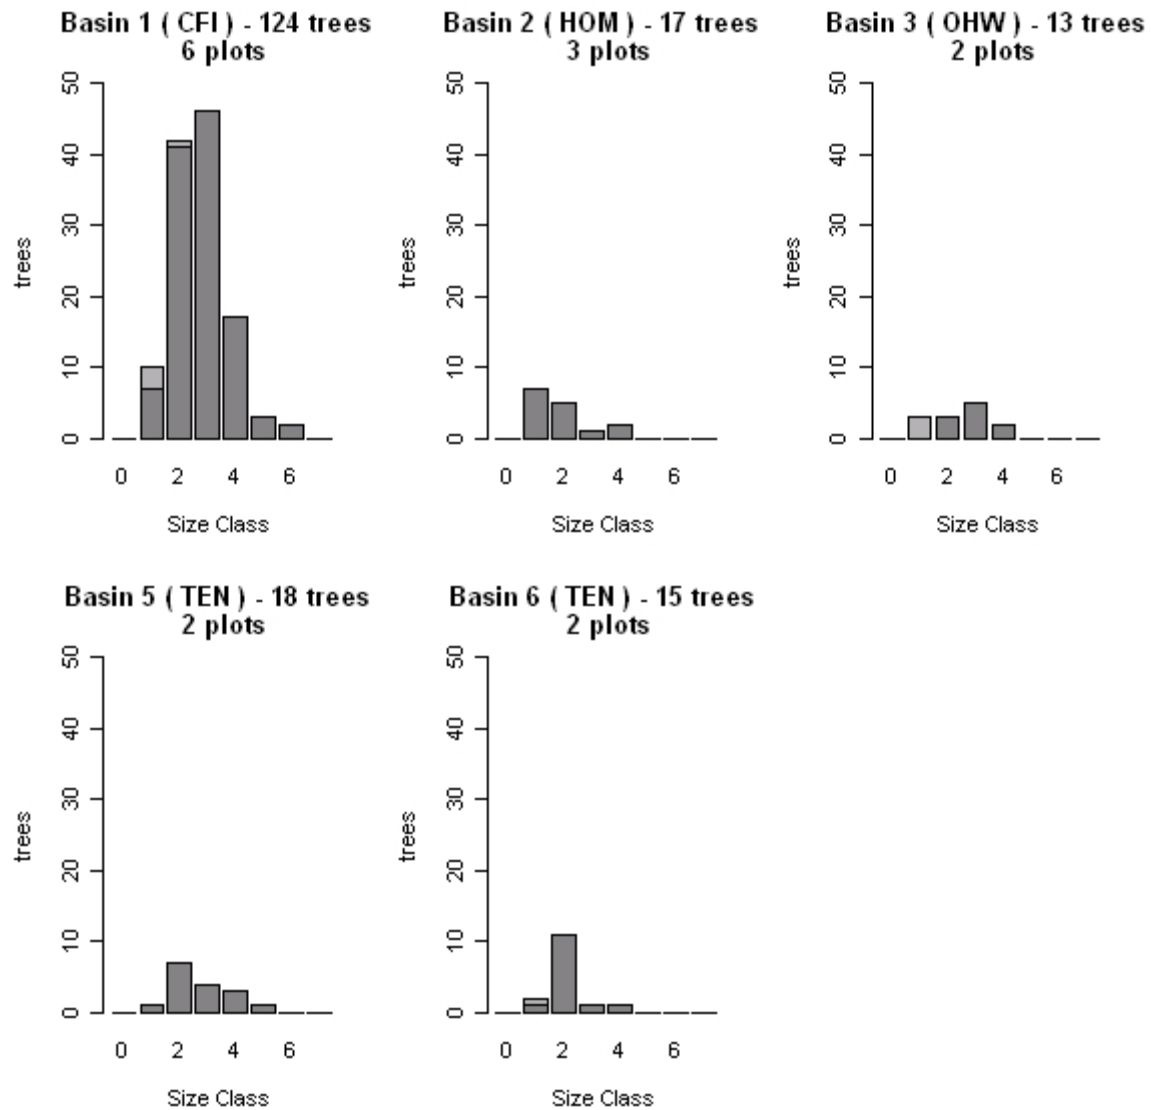 Basin 1 ( CFI ) - 124 trees
6 plots
50
40
30
20
10
0
trees
0 2 4 6
Size Class
Basin 2 ( HOM ) - 17 trees
3 plots
50
40
30
20
10
0
trees
0 2 4 6
Size Class
Basin 3 ( OHW ) - 13 trees
2 plots
50
40
30
20
10
0
trees
0 2 4 6
Size Class
Basin 5 ( TEN ) - 18 trees
2 plots
50
40
30
20
10
0
trees
0 2 4 6
Size Class
Basin 6 ( TEN ) - 15 trees
2 plots
50
40
30
20
10
0
trees
0 2 4 6
Size Class